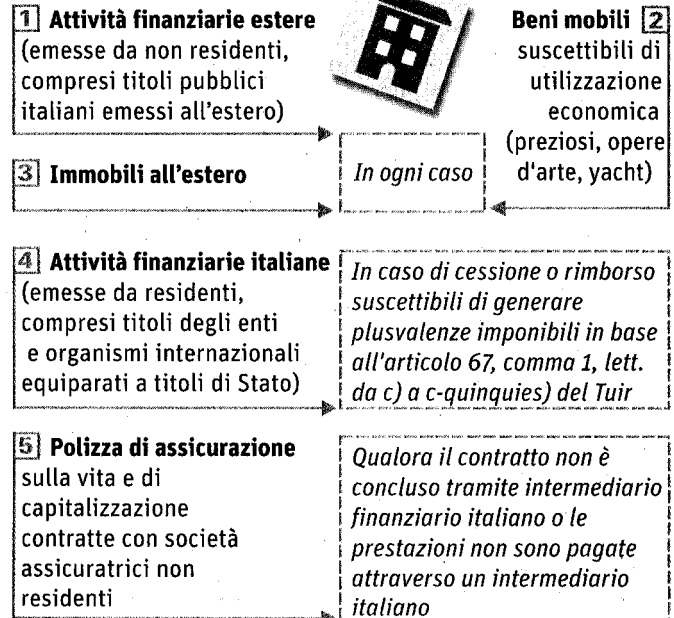 1 Attività finanziarie estere
(emesse da non residenti,
compresi titoli pubblici
italiani emessi all'estero)
Beni mobili 2
suscettibili di
utilizzazione
economica
(preziosi, opere
d'arte, yacht)
3 Immobili all'estero
In ogni caso
4 Attività finanziarie italiane
(emesse da residenti,
compresi titoli degli enti
e organismi internazionali
equiparati a titoli di Stato)
In caso di cessione o rimborso
suscettibili di generare
plusvalenze imponibili in base
all'articolo 67, comma 1, lett.
da c) a c-quinquies) del Tuir
5 Polizza di assicurazione
sulla vita e di
capitalizzazione
contratte con società
assicuratrici non
residenti
Qualora il contratto non è
concluso tramite intermediario
finanziario italiano o le
prestazioni non sono pagate
attraverso un intermediario
italiano